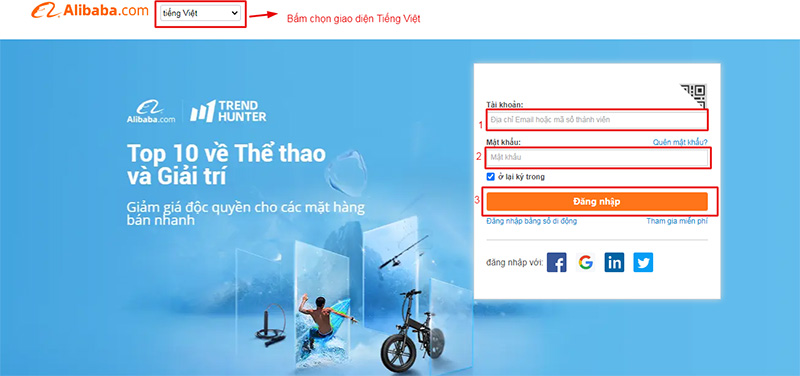 Alibaba.com
tiếng Việt
Bấm chọn giao diện Tiếng Việt
Alibaba.com
TREND
HUNTER
Top 10 về Thể thao
và Giải trí
Giảm giá độc quyền cho các mặt hàng
bán nhanh
Tài khoản:
1
Địa chỉ Email hoặc mã số thành viên
Mật khẩu:
Quên mật khẩu?
2
Mật khẩu
ở lại ký trong
3
Đăng nhập
Đăng nhập bằng số di động
Tham gia miễn phí
đăng nhập với: